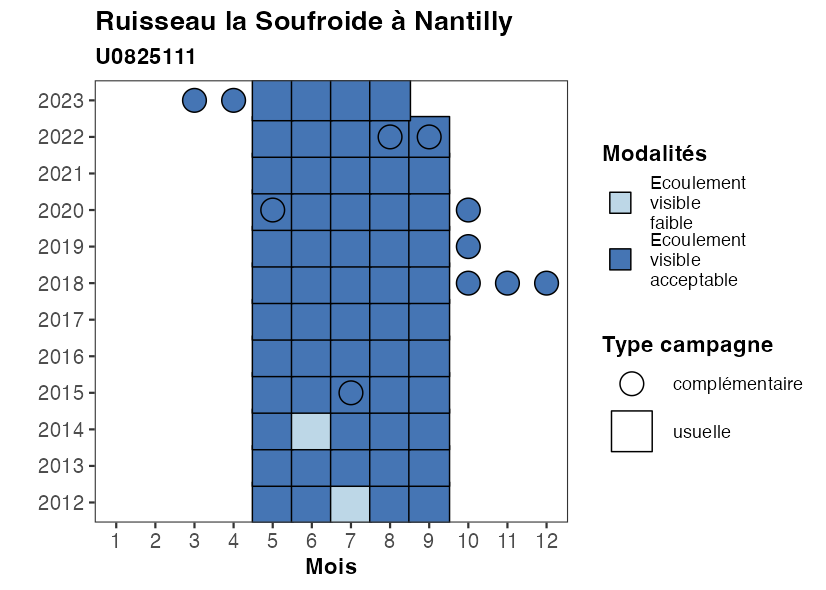 Ruisseau la Soufroide à Nantilly
U0825111
2023
2022
2021
2020
2019
2018
2017
2016
2015
2014
2013
2012
1 2 3 4 5 6 7 8 9 10 11 12
Mois
Modalités
Ecoulement
visible
faible
Ecoulement
visible
acceptable
Type campagne
complémentaire
usuelle